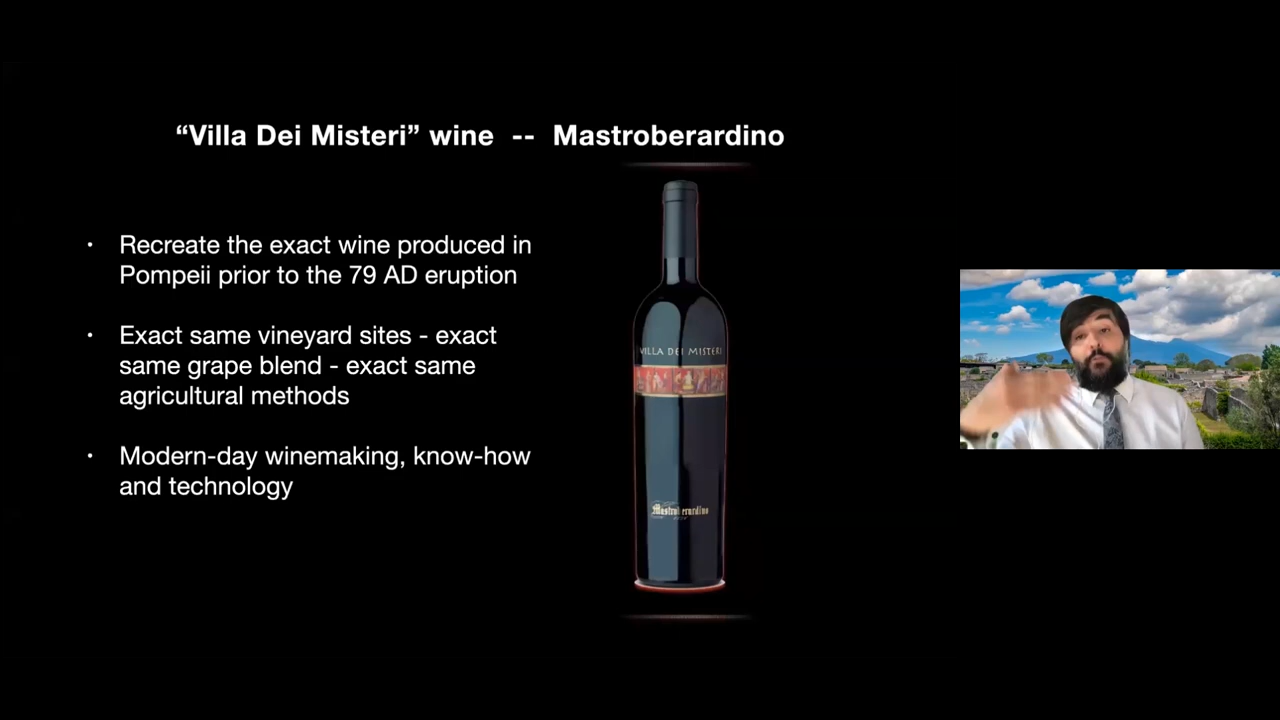 “Villa Dei Misteri” wine -- Mastroberardino
• Recreate the exact wine produced in
Pompeii prior to the 79 AD eruption
• Exact same vineyard sites - exact
same grape blend - exact same
agricultural methods
• Modern-day winemaking, know-how
and technology
VILLA DEI MISTERI
Mastroberardino